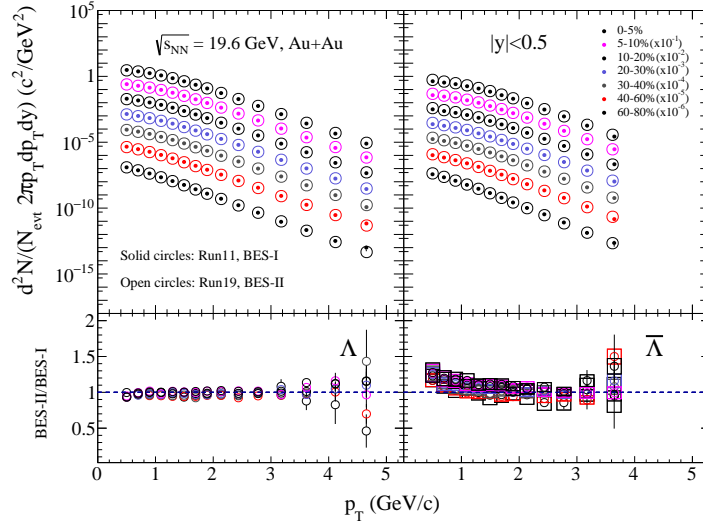 10^5
√s_NN = 19.6 GeV, Au+Au
|y|<0.5
0-5%
5-10%(x10^-1)
10-20%(x10^-2)
20-30%(x10^-3)
30-40%(x10^-4)
40-60%(x10^-5)
60-80%(x10^-6)
1
10^-5
10^-10
10^-15
d^2N/(N_evt 2πp_T dp_T dy) (c^2/GeV^2)
Solid circles: Run11, BES-I
Open circles: Run19, BES-II
2
1.5
1
0.5
BES-II/BES-I
Λ
Λ̅
0 1 2 3 4 5
1 2 3 4 5
p_T (GeV/c)